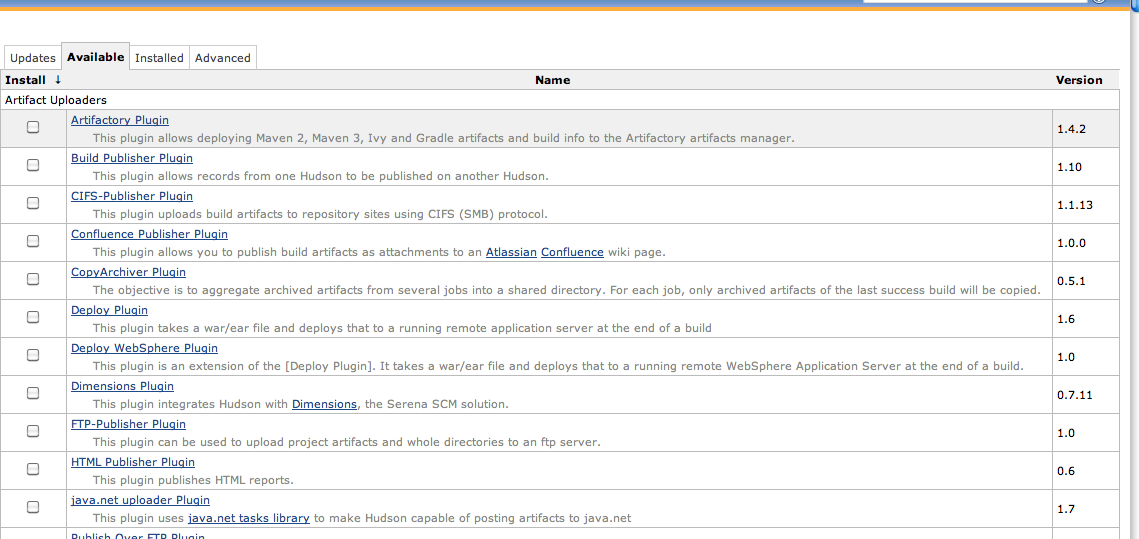 Updates Available Installed Advanced
Install ↓ Name Version
Artifact Uploaders
Artifactory Plugin
This plugin allows deploying Maven 2, Maven 3, Ivy and Gradle artifacts and build info to the Artifactory artifacts manager.
1.4.2
Build Publisher Plugin
This plugin allows records from one Hudson to be published on another Hudson.
1.10
CIFS-Publisher Plugin
This plugin uploads build artifacts to repository sites using CIFS (SMB) protocol.
1.1.13
Confluence Publisher Plugin
This plugin allows you to publish build artifacts as attachments to an Atlassian Confluence wiki page.
1.0.0
CopyArchiver Plugin
The objective is to aggregate archived artifacts from several jobs into a shared directory. For each job, only archived artifacts of the last success build will be copied.
0.5.1
Deploy Plugin
This plugin takes a war/ear file and deploys that to a running remote application server at the end of a build
1.6
Deploy WebSphere Plugin
This plugin is an extension of the [Deploy Plugin]. It takes a war/ear file and deploys that to a running remote WebSphere Application Server at the end of a build.
1.0
Dimensions Plugin
This plugin integrates Hudson with Dimensions, the Serena SCM solution.
0.7.11
FTP-Publisher Plugin
This plugin can be used to upload project artifacts and whole directories to an ftp server.
1.0
HTML Publisher Plugin
This plugin publishes HTML reports.
0.6
java.net uploader Plugin
This plugin uses java.net tasks library to make Hudson capable of posting artifacts to java.net
1.7
Publish Over FTP Plugin